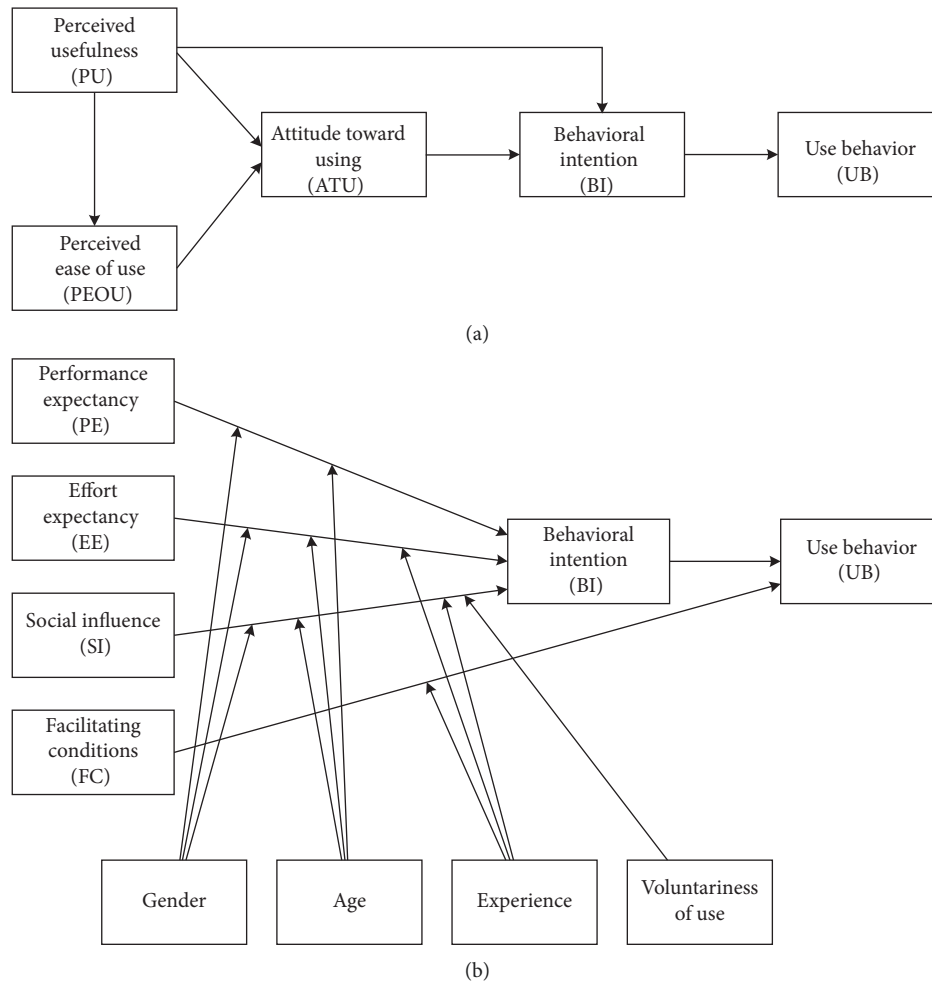 Perceived
usefulness
(PU)
Attitude toward
using
(ATU)
Behavioral
intention
(BI)
Use behavior
(UB)
Perceived
ease of use
(PEOU)
(a)
Performance
expectancy
(PE)
Effort
expectancy
(EE)
Behavioral
intention
(BI)
Use behavior
(UB)
Social influence
(SI)
Facilitating
conditions
(FC)
Gender
Age
Experience
Voluntariness
of use
(b)